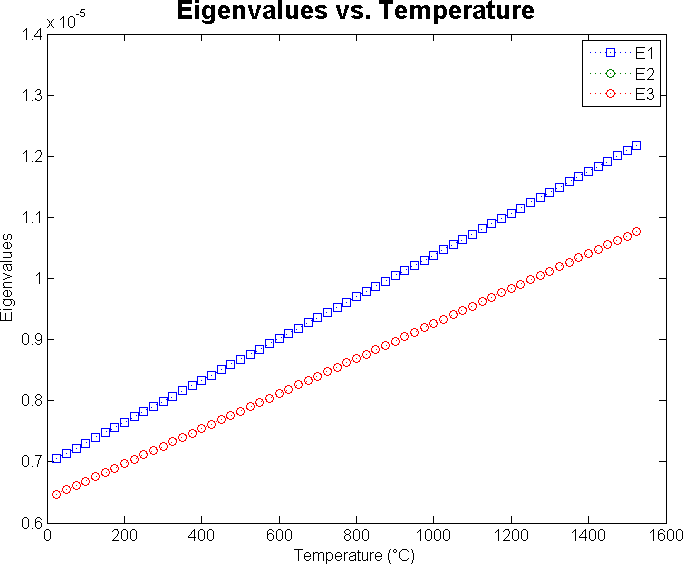 Eigenvalues vs. Temperature
x 10^-5
1.4
1.3
1.2
1.1
1
0.9
0.8
0.7
0.6
Eigenvalues
E1
E2
E3
0 200 400 600 800 1000 1200 1400 1600
Temperature (°C)